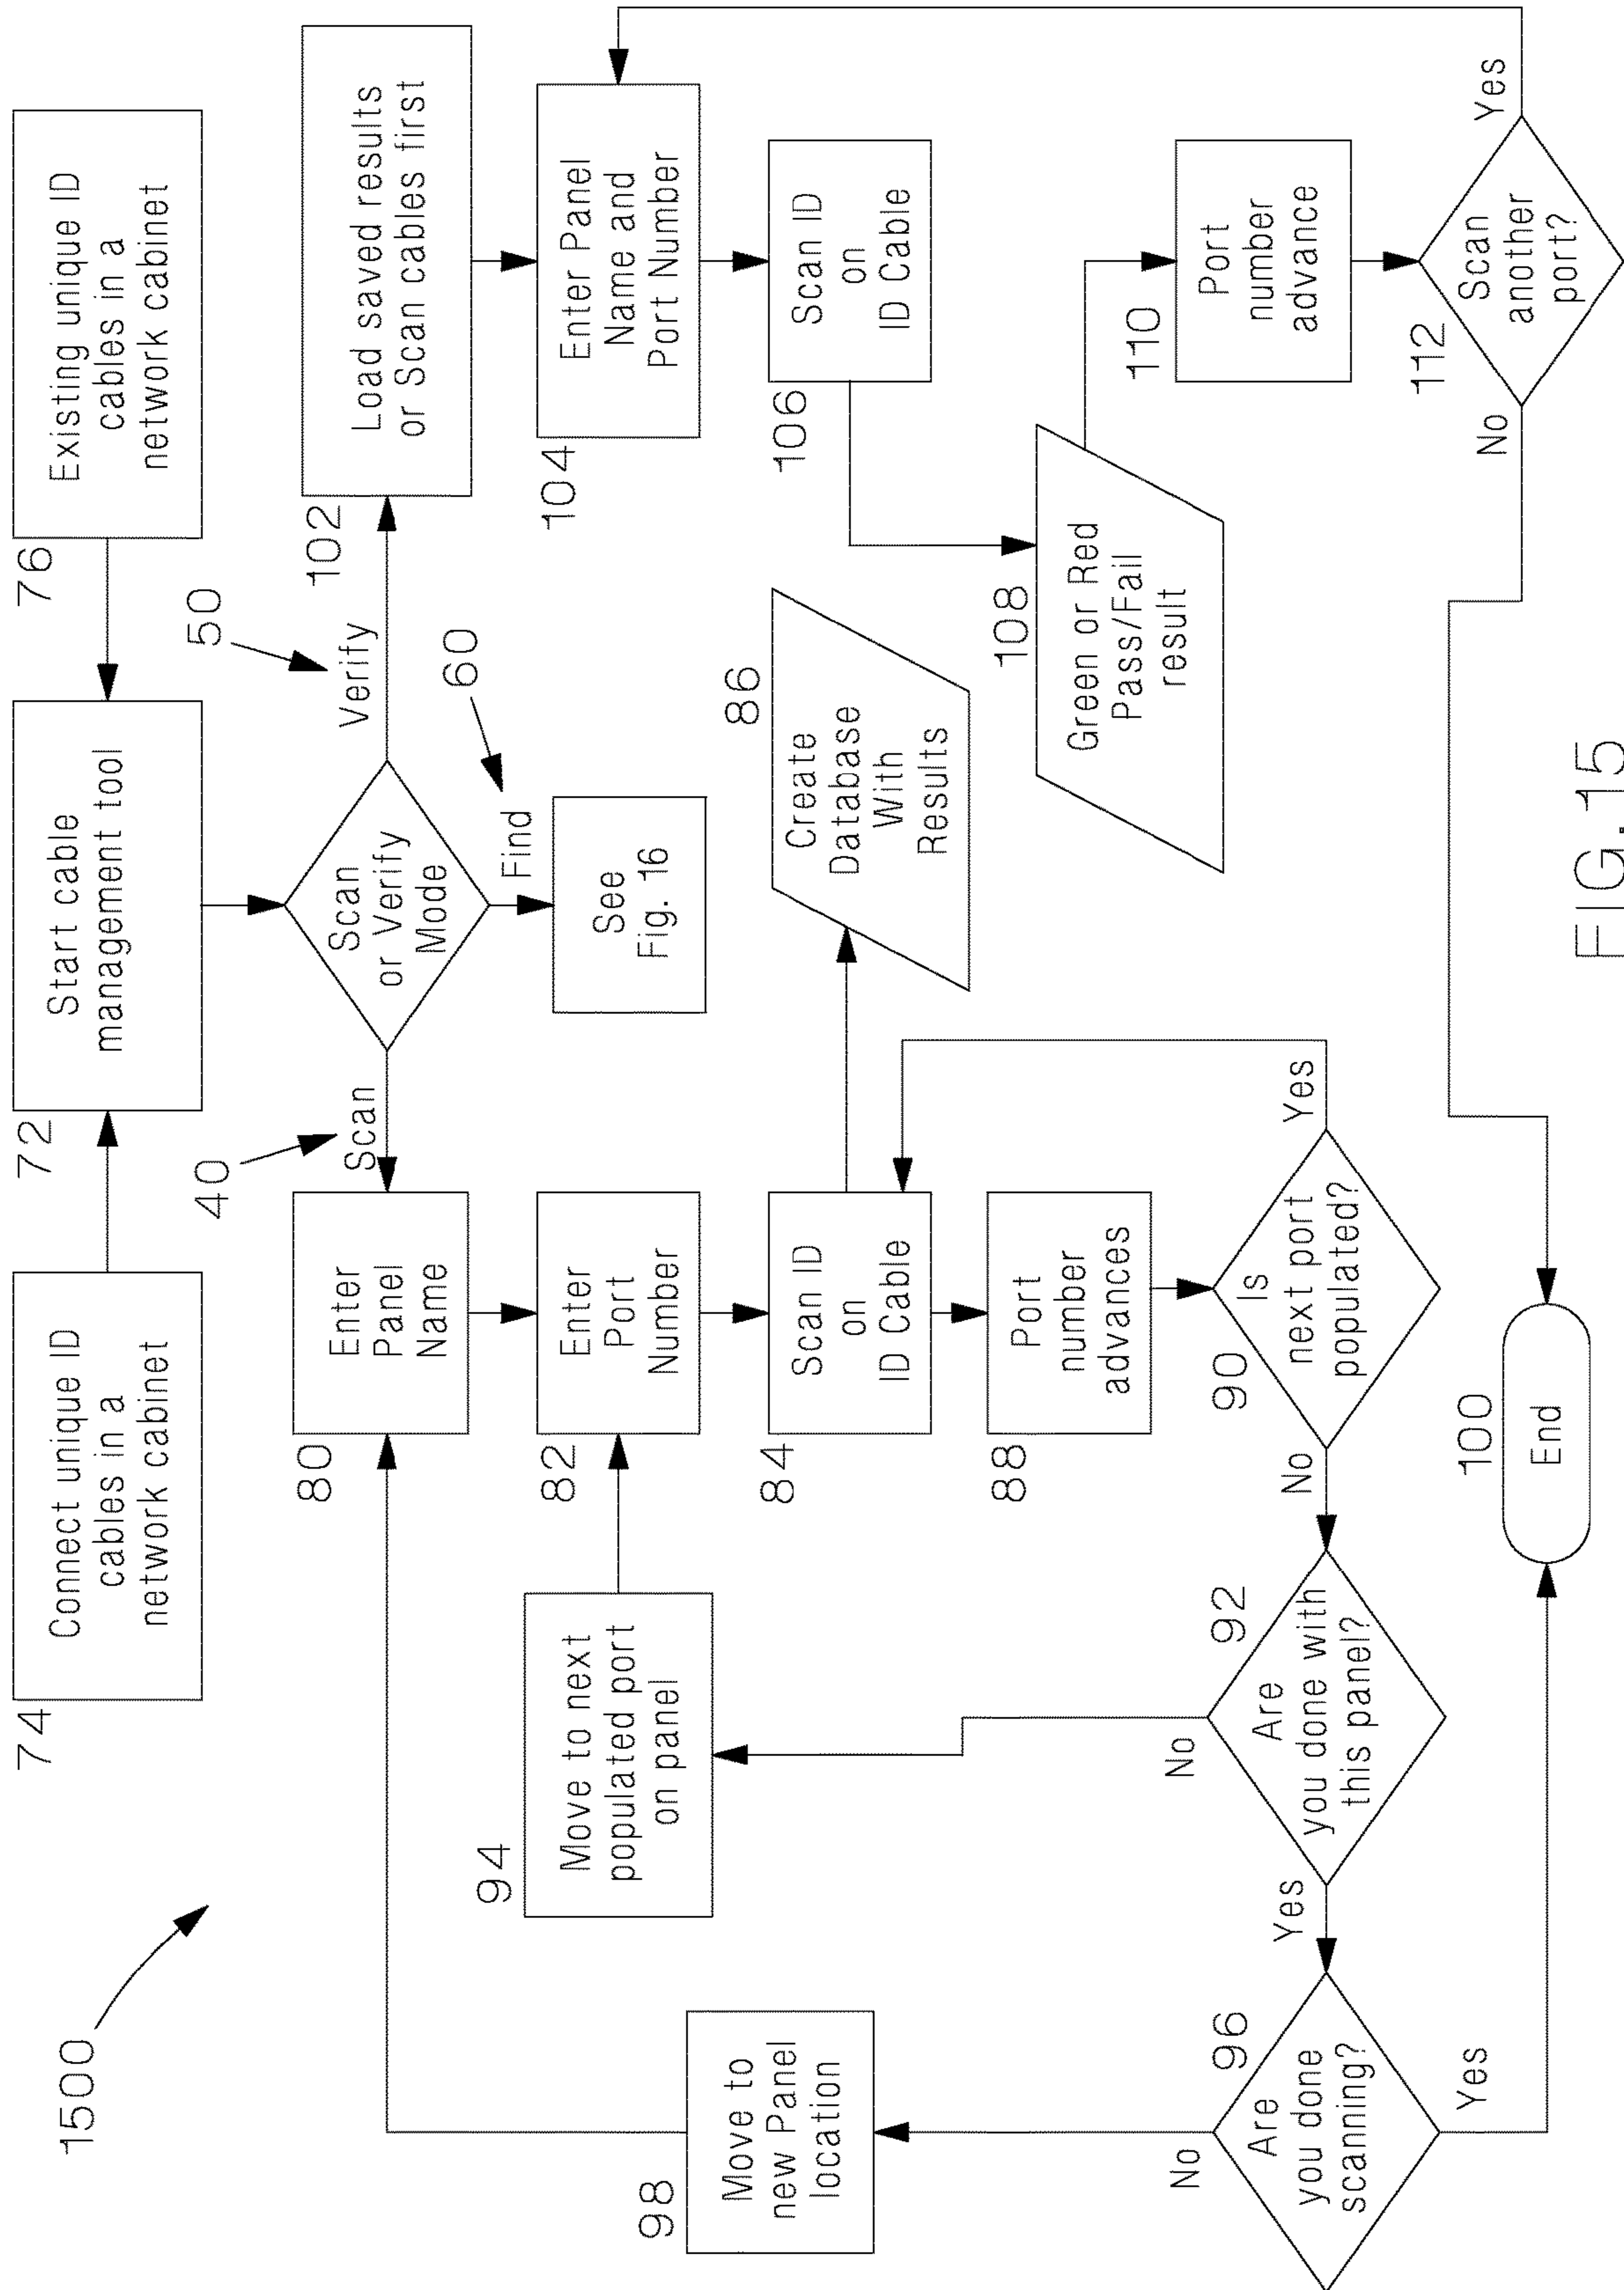 1500
74
Connect unique ID
cables in a
network cabinet
72
Start cable
management tool
76
Existing unique ID
cables in a
network cabinet
40
Scan
Scan
or Verify
Mode
50
Verify
60
Find
See
Fig. 16
80
Enter
Panel
Name
82
Enter
Port
Number
84
Scan ID
on
ID Cable
86
Create
Database
With
Results
88
Port
number
advances
90
Is
next port
populated?
Yes
No
92
Are
you done with
this panel?
No
Yes
94
Move to next
populated port
on panel
96
Are
you done
scanning?
No
Yes
98
Move to
new Panel
location
100
End
102
Load saved results
or Scan cables first
104
Enter Panel
Name and
Port Number
106
Scan ID
on
ID Cable
108
Green or Red
Pass/Fail
result
110
Port
number
advance
112
Scan
another
port?
Yes
No
FIG. 15